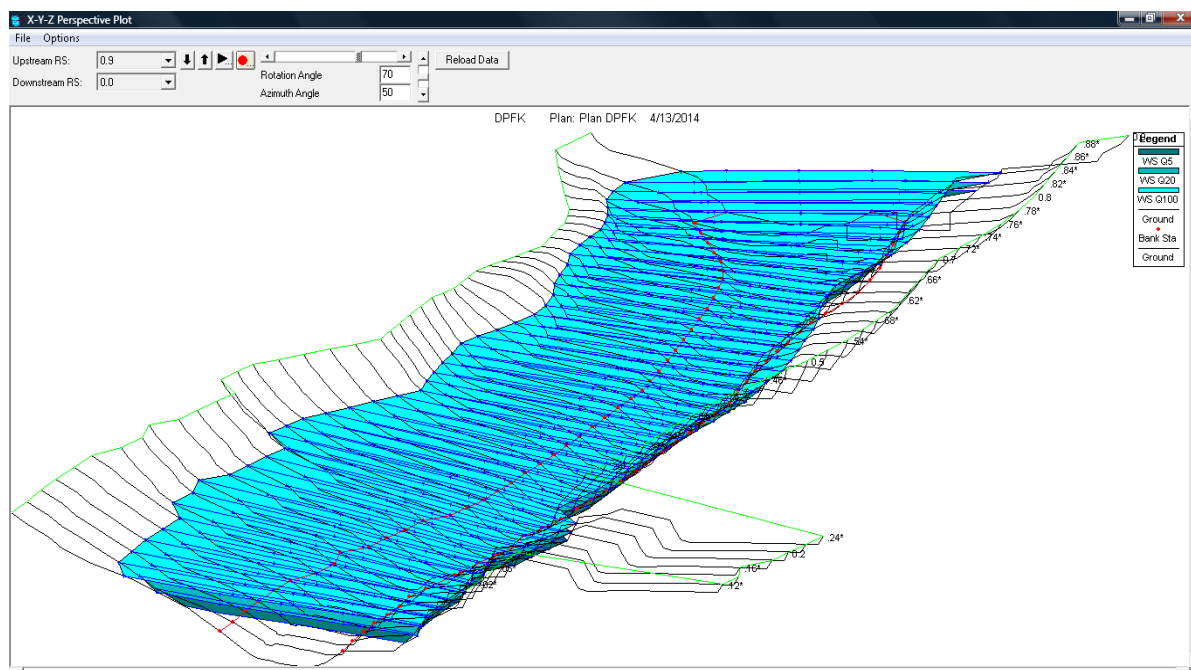 X-Y-Z Perspective Plot
File Options
Upstream RS: 0.9
Downstream RS: 0.0
Rotation Angle 70
Azimuth Angle 50
Reload Data
DPFK Plan: Plan DPFK 4/13/2014
Legend
WS Q5
WS Q20
WS Q100
Ground
Bank Sta
Ground
.88*
.86*
.84*
.82*
0.8
.78*
.76*
.74*
.72*
0.7
.66*
.62*
.58*
.54*
0.5
.46*
.24*
0.2
.16*
.12*
.02*